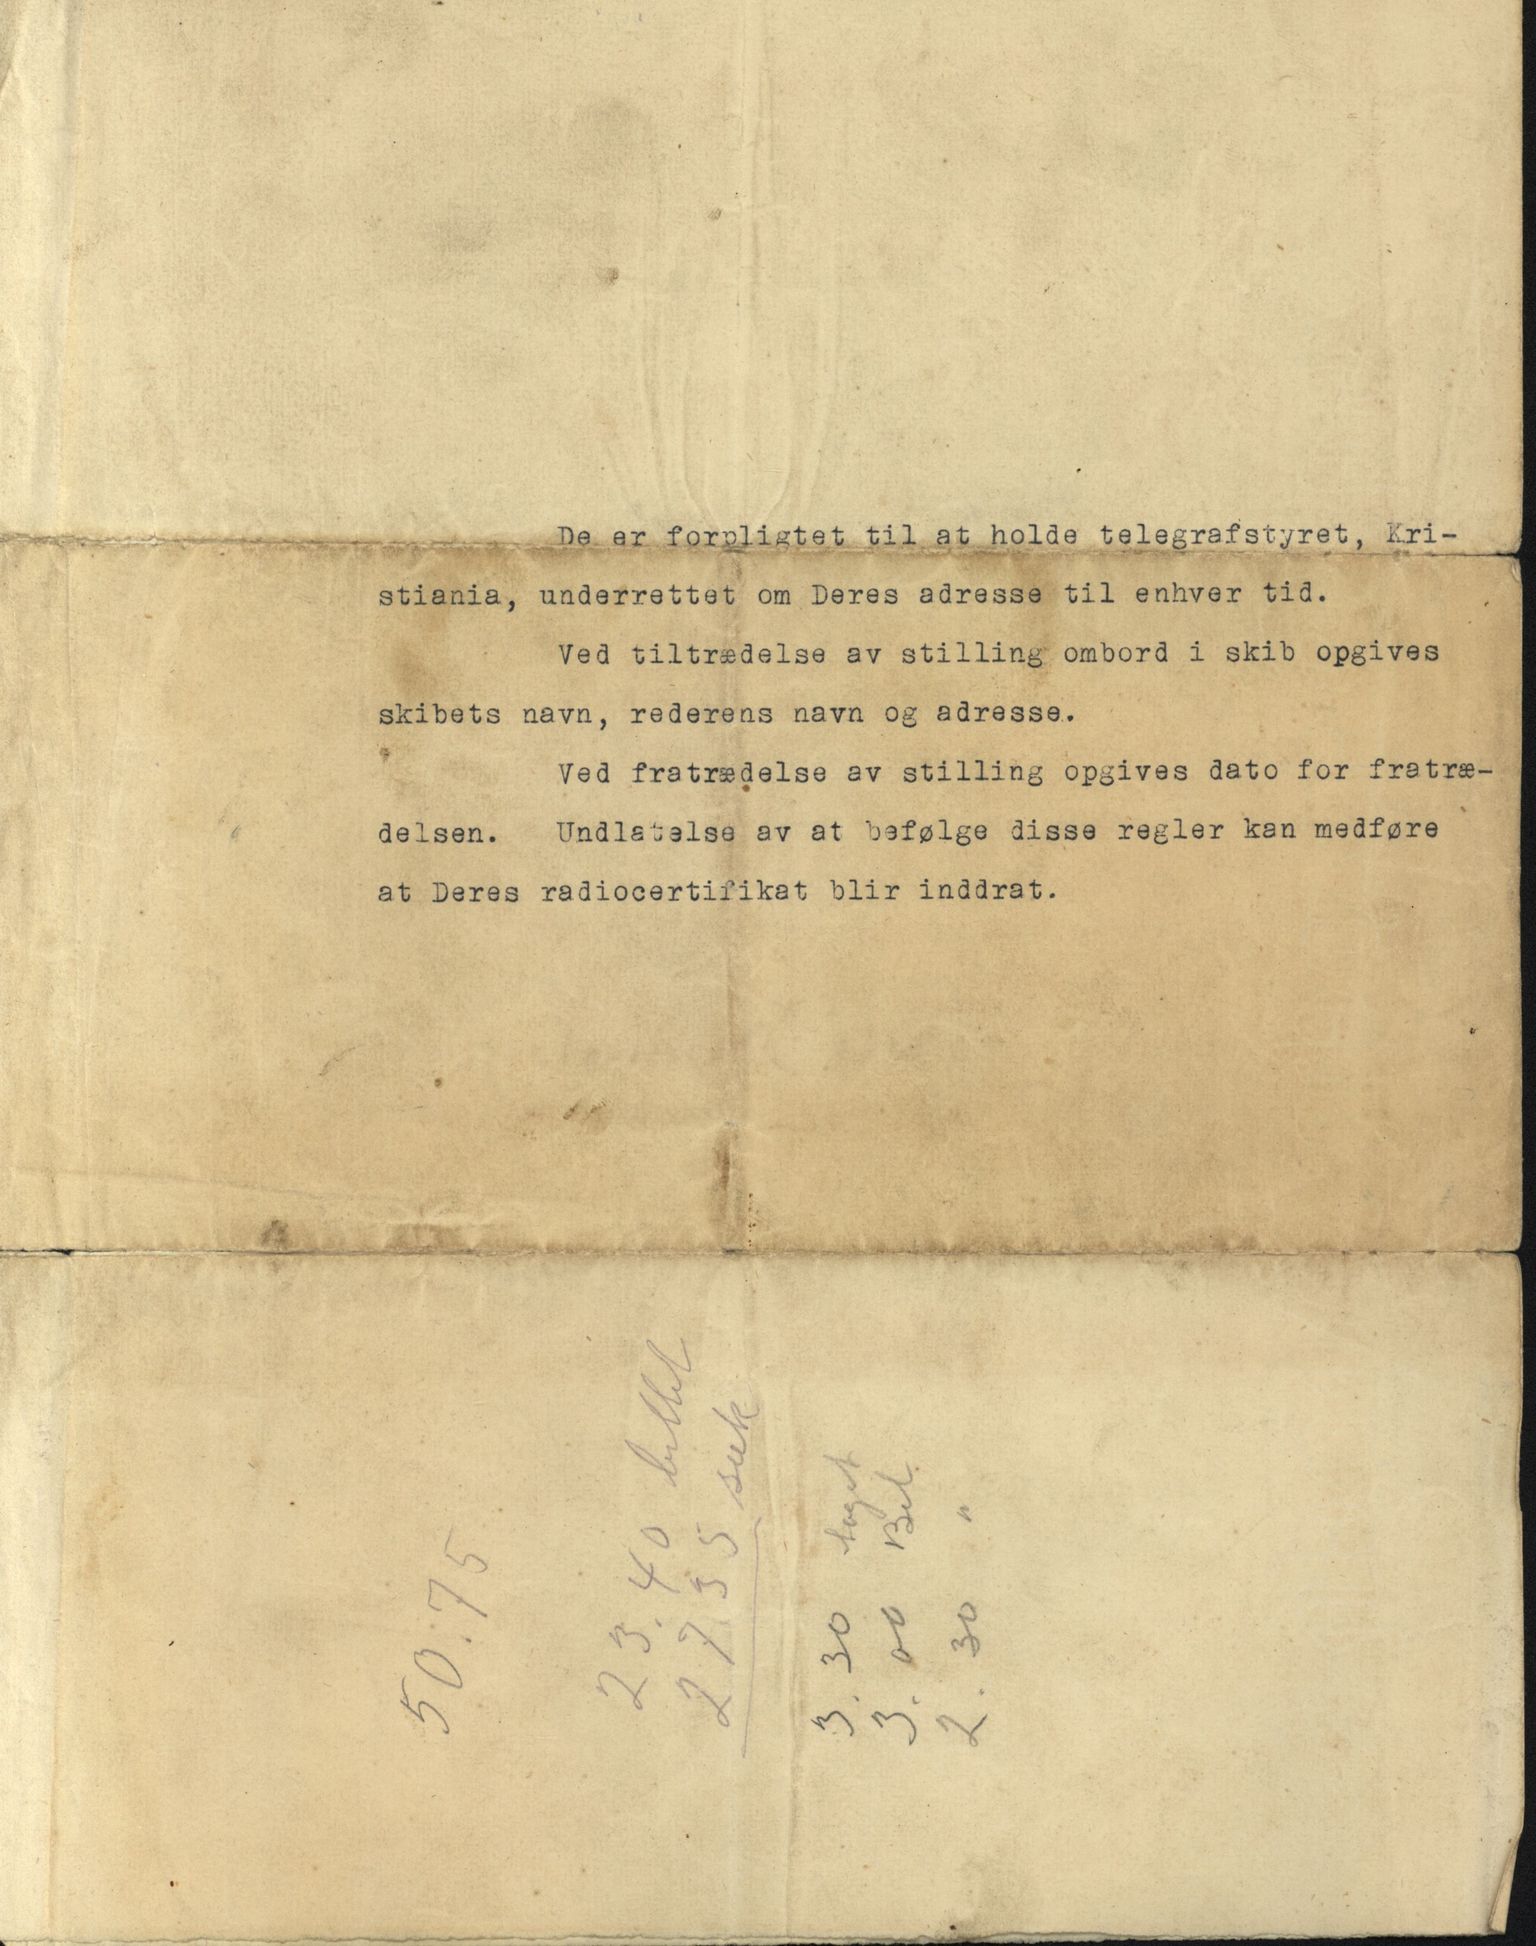 De er forpligtet til at holde telegrafstyret, Kri-
stiania, underrettet om Deres adresse til enhver tid.
Ved tiltrædelse av stilling ombord i skib opgives
skibets navn, rederens navn og adresse.
Ved fratrædelse av stilling opgives dato for fratræ-
delsen. Undlatelse av at befølge disse regler kan medføre
at Deres radiocertifikat blir inddrat.
50.75
23.40 billet
27 35
3.30 toget
3.00 Bil
2.30 "